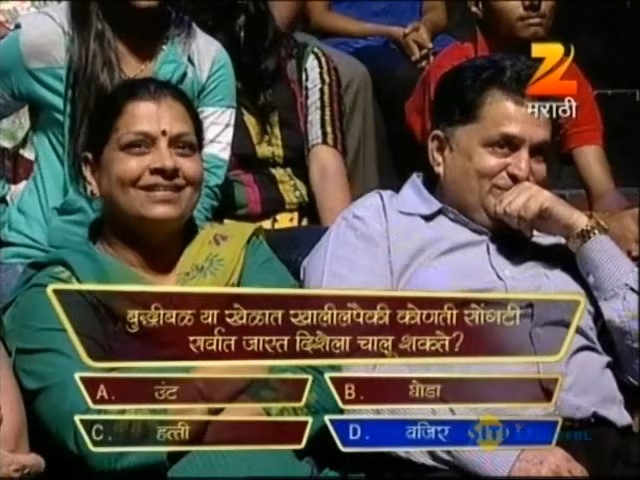 मराठी
बुद्धीबळ या खेळात खालीलपैकी कोणती सोंगटी
सर्वात जास्त दिशेला चालू शकते?
A. उंट
B. घोडा
C. हत्ती
D. वजिर